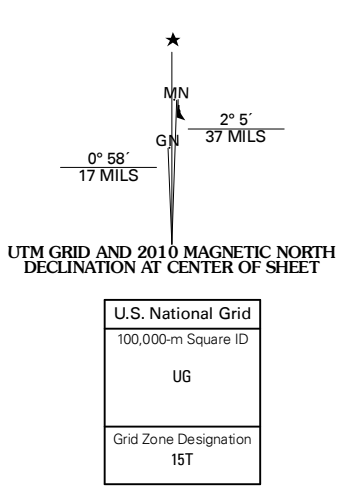 MN
GN
2° 5´
37 MILS
0° 58´
17 MILS
UTM GRID AND 2010 MAGNETIC NORTH
DECLINATION AT CENTER OF SHEET
U.S. National Grid
100,000-m Square ID
UG
Grid Zone Designation
15T